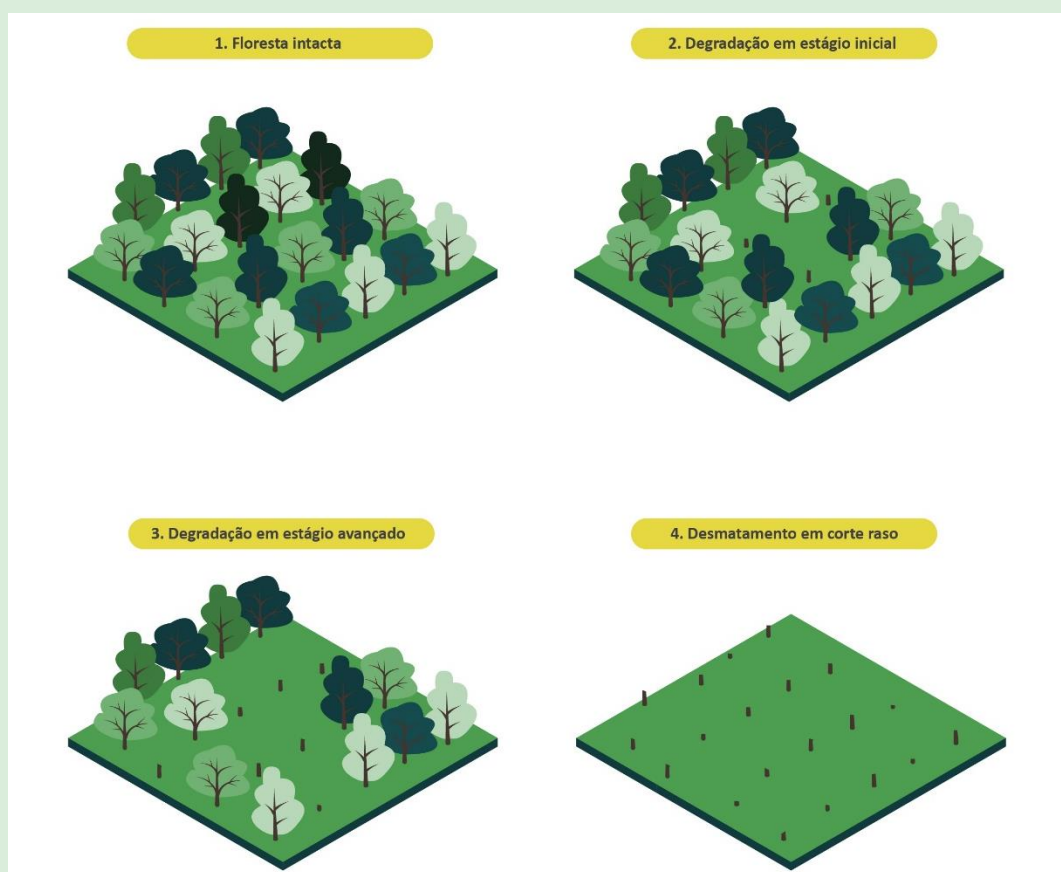 1. Floresta intacta
2. Degradação em estágio inicial
3. Degradação em estágio avançado
4. Desmatamento em corte raso